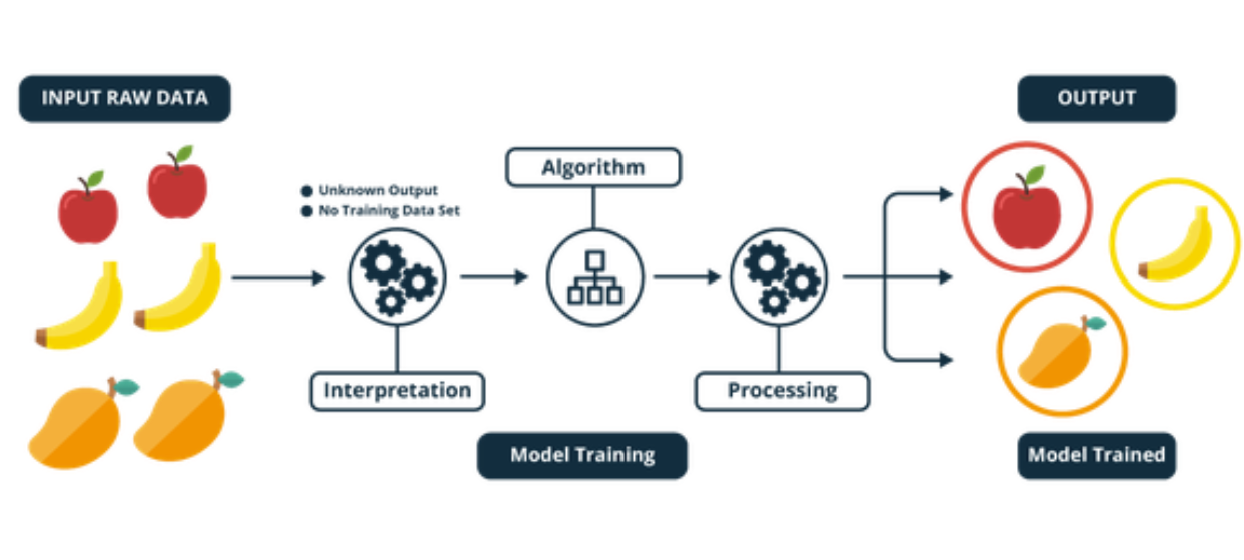 INPUT RAW DATA
OUTPUT
Algorithm
Unknown Output
No Training Data Set
Interpretation
Processing
Model Training
Model Trained